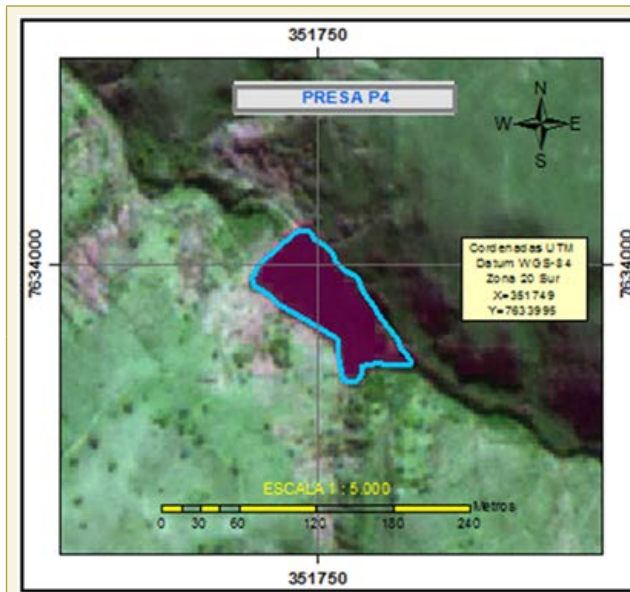 351750
PRESA P4
N
W E
S
7634000
7634000
Cordenadas UTM
Datum WGS-84
Zona 20 Sur
X=351749
Y=7633995
ESCALA 1 : 5.000
Metros
0 30 60 120 180 240
351750